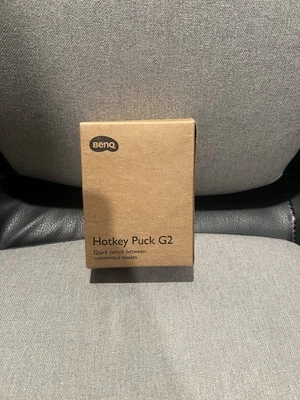 BenQ
Hotkey Puck G2
Quick switch between
customized modes